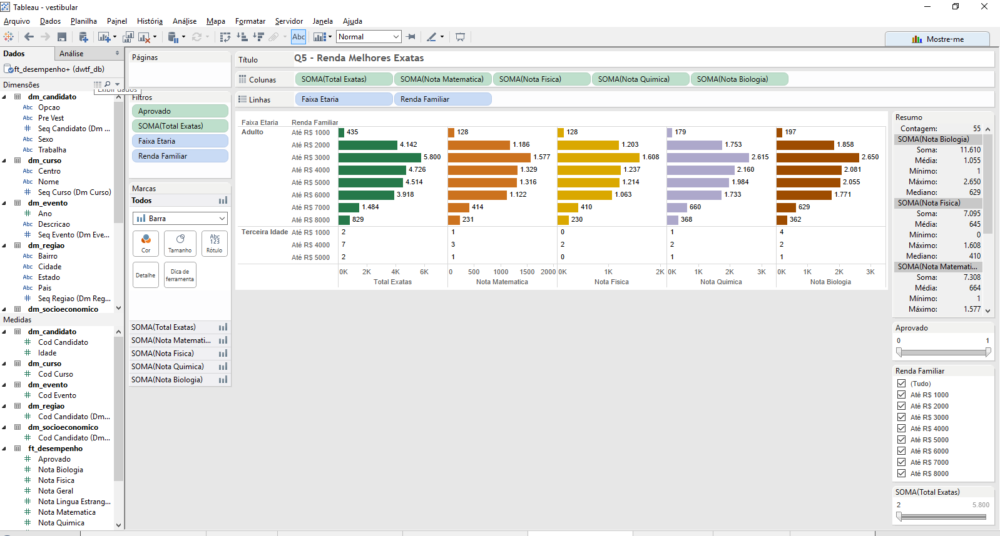 Tableau - vestibular
Arquivo Dados Planilha Painel História Análise Mapa Formatar Servidor Janela Ajuda
Abc Normal Mostre-me
Dados Análise
ft_desempenho+ (dwtf_db)
Dimensões
Exibir dados
dm_candidato
Abc Opcao
Abc Pre Vest
# Seq Candidato (Dm ...
Abc Sexo
Abc Trabalha
dm_curso
Abc Centro
Abc Nome
# Seq Curso (Dm Curso)
dm_evento
# Ano
Abc Descricao
# Seq Evento (Dm Eve...
dm_regiao
Abc Bairro
Abc Cidade
Abc Estado
Abc Pais
# Seq Regiao (Dm Reg...
dm_socioeconomico
Medidas
dm_candidato
# Cod Candidato
# Idade
dm_curso
# Cod Curso
dm_evento
# Cod Evento
dm_regiao
# Cod Candidato (Dm...
dm_socioeconomico
# Cod Candidato (Dm...
ft_desempenho
# Aprovado
# Nota Biologia
# Nota Fisica
# Nota Geral
# Nota Lingua Estrang...
# Nota Matematica
# Nota Quimica
Páginas
Filtros
Aprovado
SOMA(Total Exatas)
Faixa Etaria
Renda Familiar
Marcas
Todos
Barra
Cor
Tamanho
Abc
123
Rótulo
Detalhe
Dica de
ferramenta
SOMA(Total Exatas)
SOMA(Nota Matemati...
SOMA(Nota Fisica)
SOMA(Nota Quimica)
SOMA(Nota Biologia)
Título Q5 - Renda Melhores Exatas
Colunas SOMA(Total Exatas) SOMA(Nota Matematica) SOMA(Nota Fisica) SOMA(Nota Quimica) SOMA(Nota Biologia)
Linhas Faixa Etaria Renda Familiar
Faixa Etaria Renda Familiar
Adulto Até R$ 1000 435 128 128 179 197
Até R$ 2000 4.142 1.186 1.203 1.753 1.858
Até R$ 3000 5.800 1.577 1.608 2.615 2.650
Até R$ 4000 4.726 1.329 1.237 2.160 2.081
Até R$ 5000 4.514 1.316 1.214 1.984 2.055
Até R$ 6000 3.918 1.122 1.063 1.733 1.771
Até R$ 7000 1.484 414 410 660 629
Até R$ 8000 829 231 230 368 362
Terceira Idade Até R$ 1000 2 1 0 1 4
Até R$ 4000 7 3 2 2 2
Até R$ 5000 2 1 0 1 1
0K 2K 4K 6K 0 500 1000 1500 2000 0K 1K 2K 0K 1K 2K 3K 0K 1K 2K 3K
Total Exatas Nota Matematica Nota Fisica Nota Quimica Nota Biologia
Resumo
Contagem: 55
SOMA(Nota Biologia)
Soma: 11.610
Média: 1.055
Mínimo: 1
Máximo: 2.650
Mediano: 629
SOMA(Nota Fisica)
Soma: 7.095
Média: 645
Mínimo: 0
Máximo: 1.608
Mediano: 410
SOMA(Nota Matemati...
Soma: 7.308
Média: 664
Mínimo: 1
Máximo: 1.577
Aprovado
0 1
Renda Familiar
(Tudo)
Até R$ 1000
Até R$ 2000
Até R$ 3000
Até R$ 4000
Até R$ 5000
Até R$ 6000
Até R$ 7000
Até R$ 8000
SOMA(Total Exatas)
2 5.800